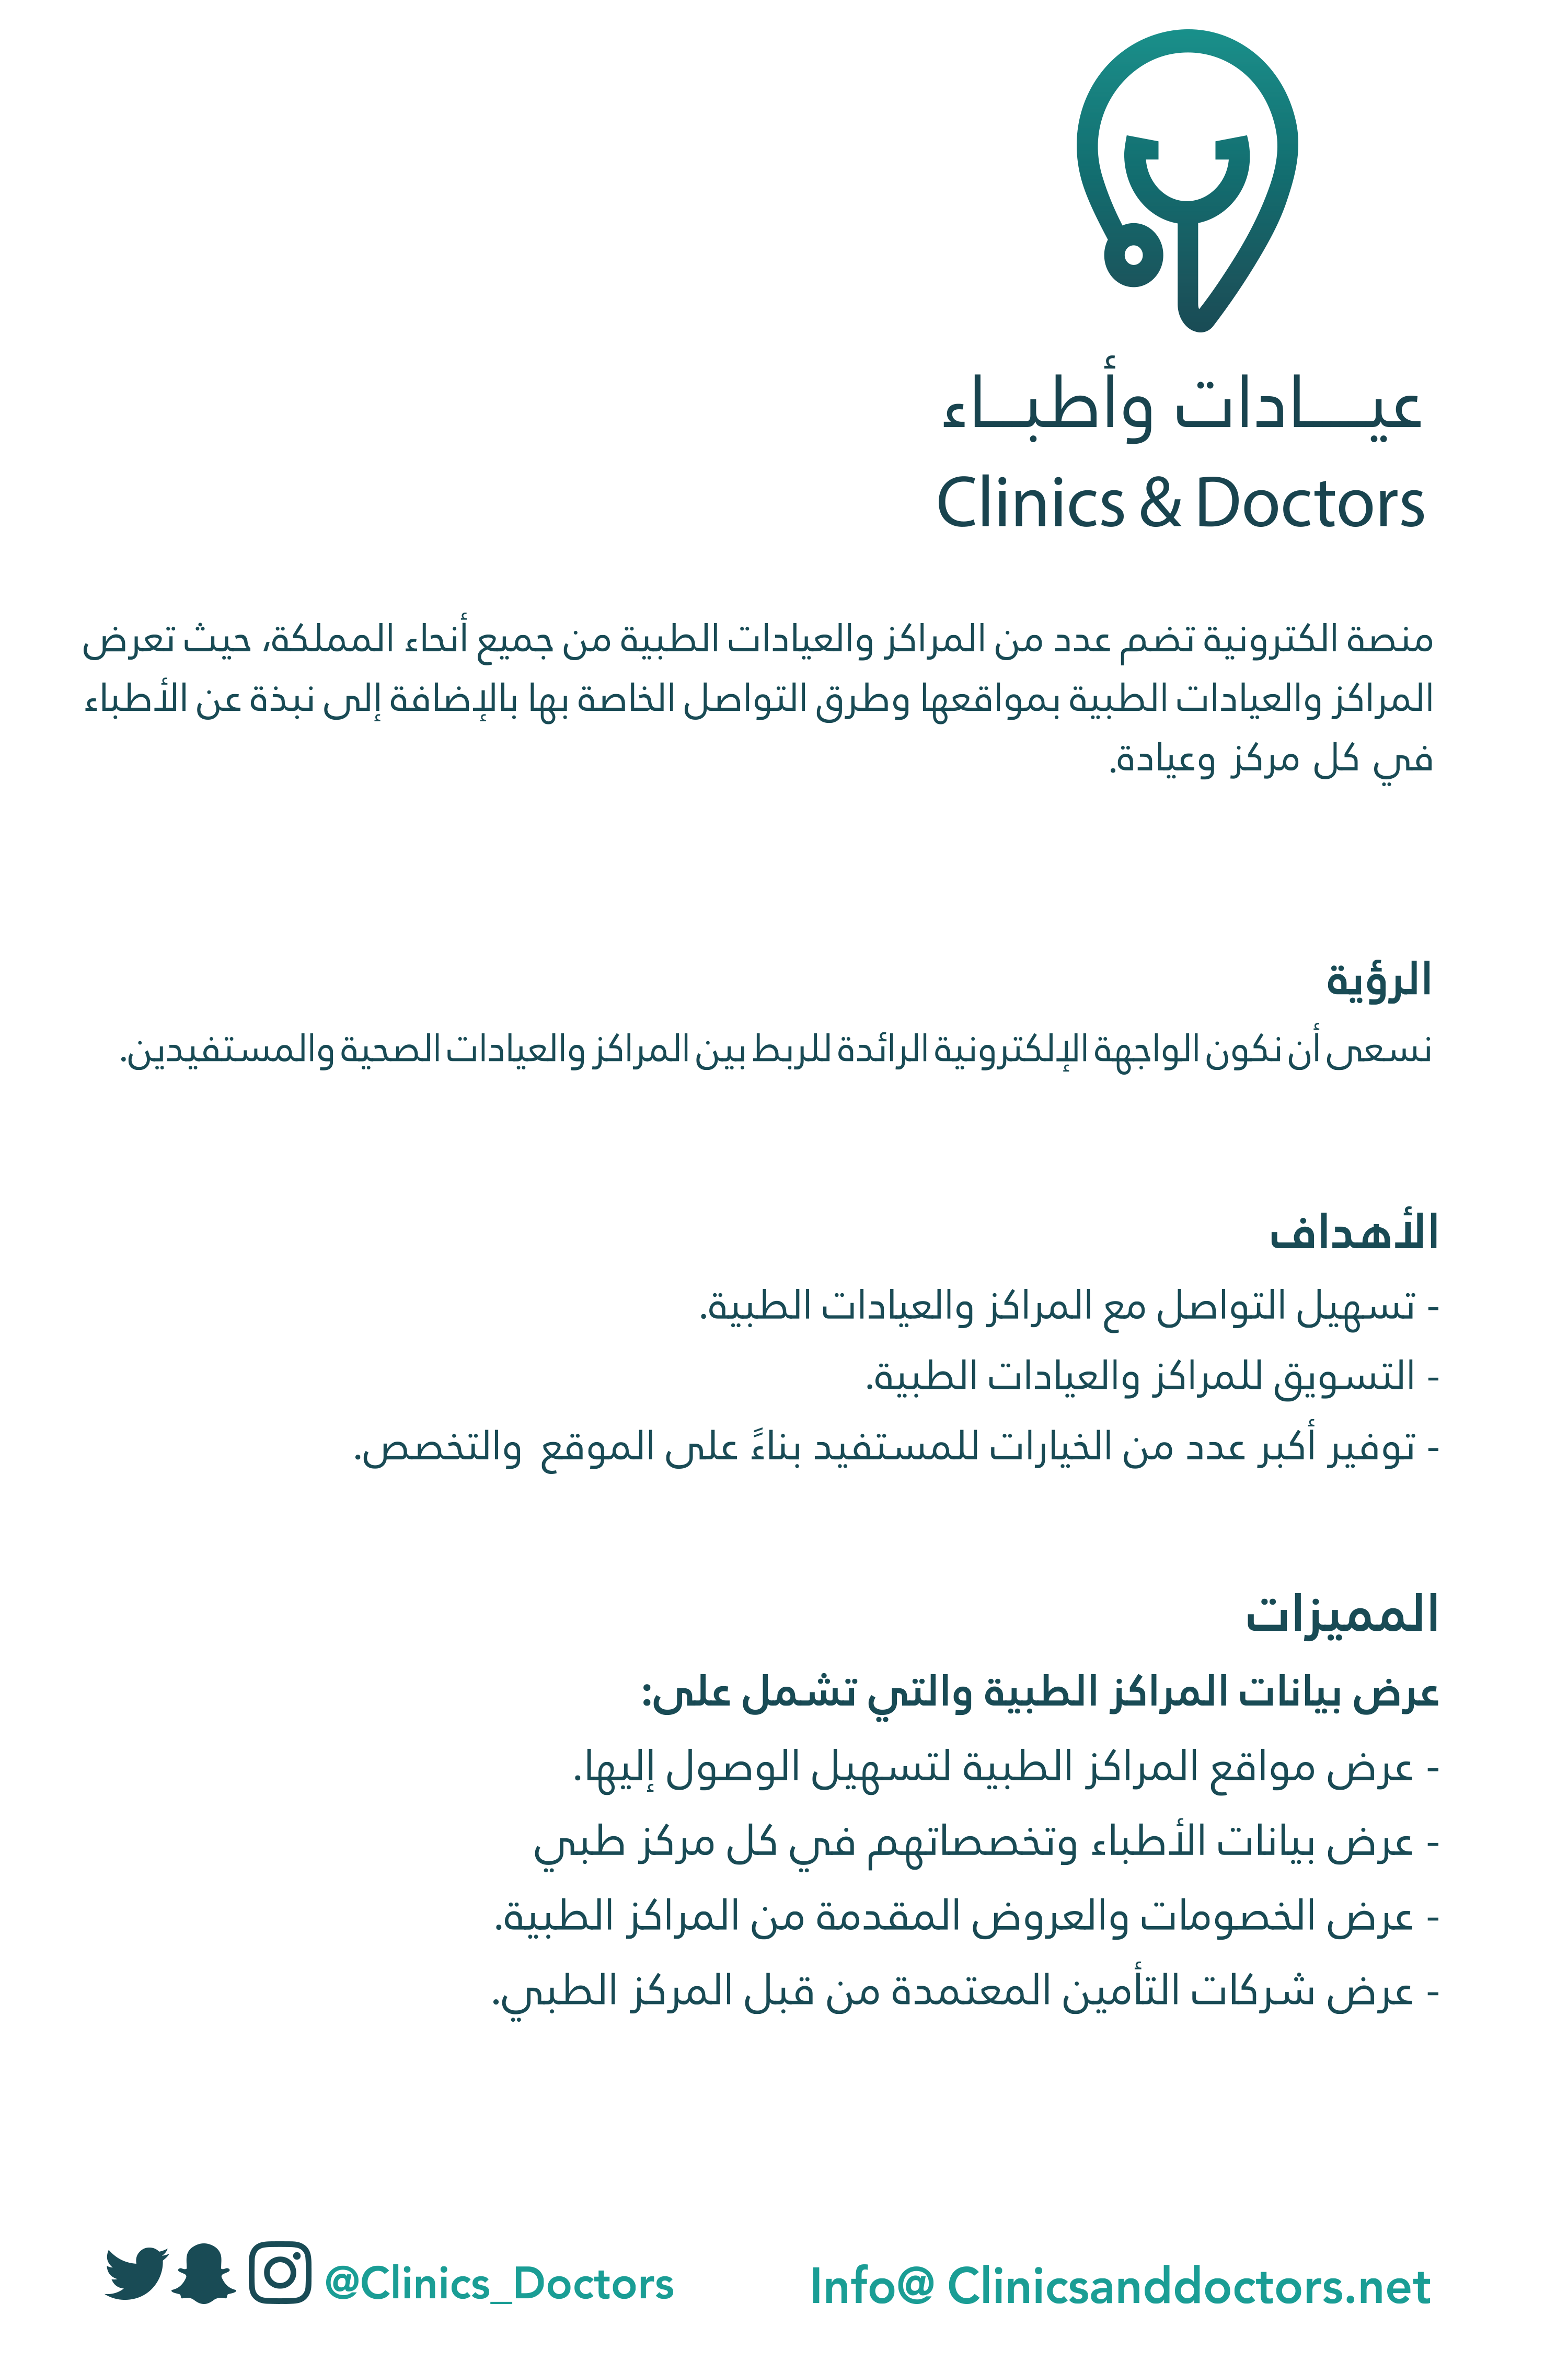 عيــــادات وأطبـــاء
Clinics & Doctors
منصة الكترونية تضم عدد من المراكز والعيادات الطبية من جميع أنحاء المملكة، حيث تعرض
المراكز والعيادات الطبية بمواقعها وطرق التواصل الخاصة بها بالإضافة إلى نبذة عن الأطباء
في كل مركز وعيادة.
الرؤية
نسعى أن نكون الواجهة الإلكترونية الرائدة للربط بين المراكز والعيادات الصحية والمستفيدين.
الأهداف
- تسهيل التواصل مع المراكز والعيادات الطبية.
- التسويق للمراكز والعيادات الطبية.
- توفير أكبر عدد من الخيارات للمستفيد بناءً على الموقع والتخصص.
المميزات
عرض بيانات المراكز الطبية والتي تشمل على:
- عرض مواقع المراكز الطبية لتسهيل الوصول إليها.
- عرض بيانات الأطباء وتخصصاتهم في كل مركز طبي
- عرض الخصومات والعروض المقدمة من المراكز الطبية.
- عرض شركات التأمين المعتمدة من قبل المركز الطبي.
@Clinics_Doctors
Info@ Clinicsanddoctors.net